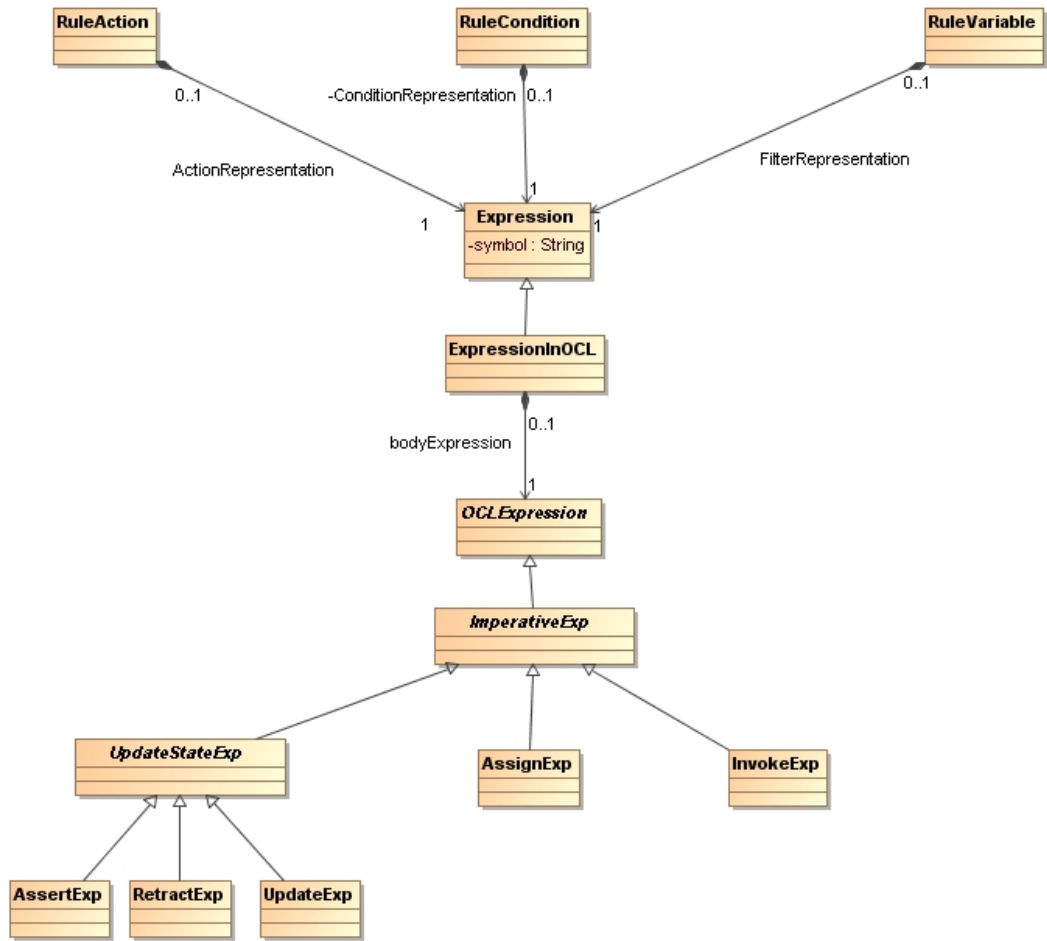 RuleAction
RuleCondition
RuleVariable
0..1
-ConditionRepresentation
0..1
0..1
ActionRepresentation
FilterRepresentation
1
1
1
Expression
-symbol : String
ExpressionInOCL
0..1
bodyExpression
1
OCLExpression
ImperativeExp
UpdateStateExp
AssignExp
InvokeExp
AssertExp
RetractExp
UpdateExp